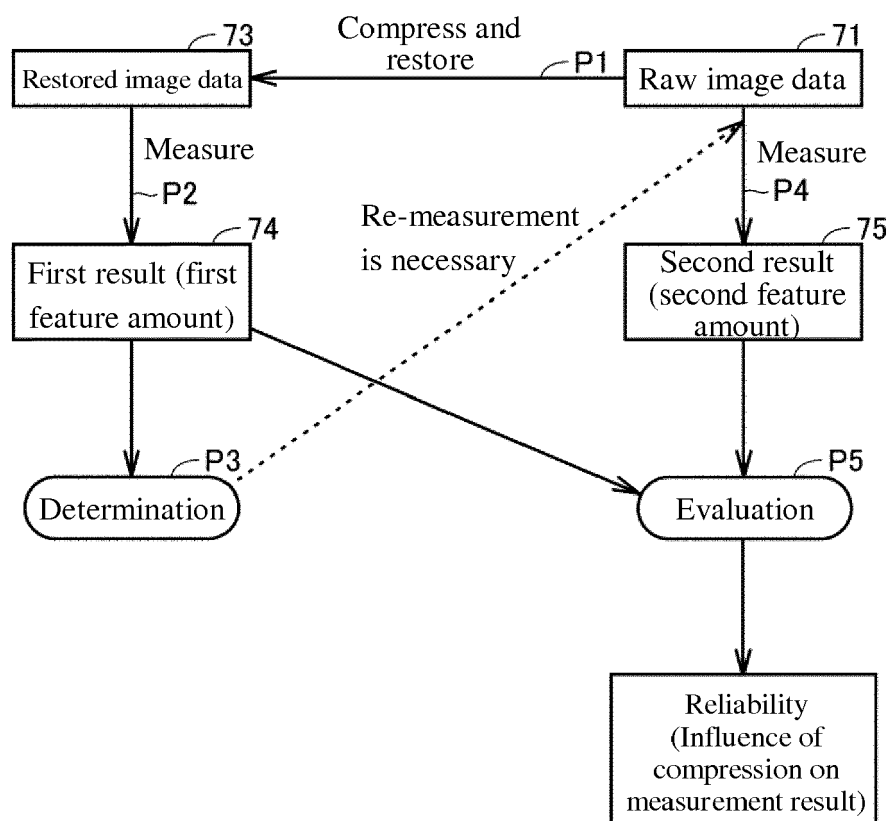 73
Compress and
restore
71
Restored image data
P1
Raw image data
Measure
P2
Measure
P4
74
Re-measurement
is necessary
75
First result (first
feature amount)
Second result
(second feature
amount)
P3
P5
Determination
Evaluation
Reliability
(Influence of
compression on
measurement result)